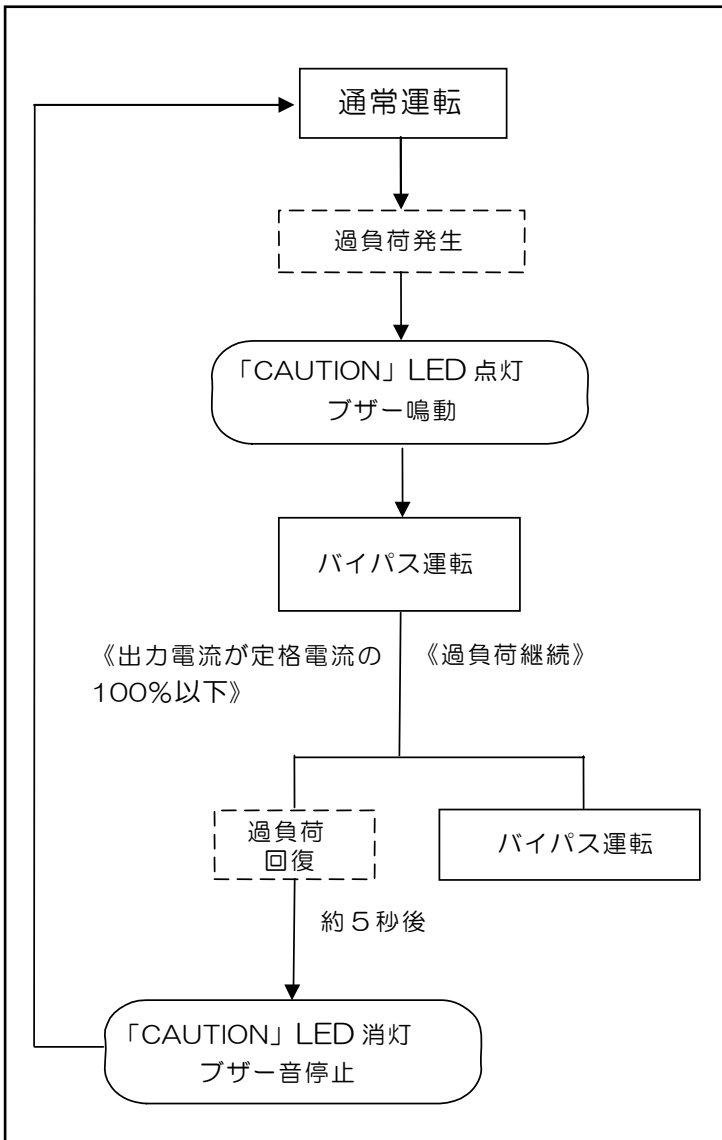 通常運転
過負荷発生
「CAUTION」LED 点灯
ブザー鳴動
バイパス運転
《出力電流が定格電流の
100%以下》
《過負荷継続》
過負荷
回復
バイパス運転
約5秒後
「CAUTION」LED 消灯
ブザー音停止